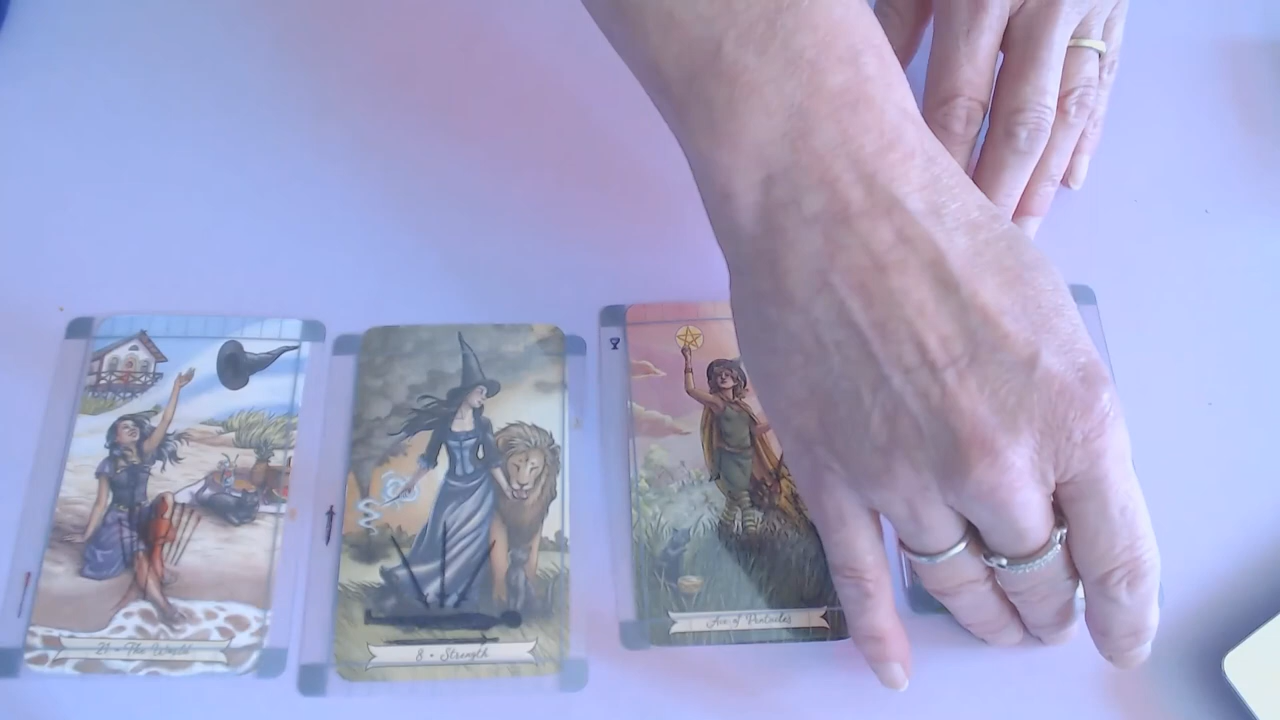 21 • The World
8 • Strength
Ace of Pentacles